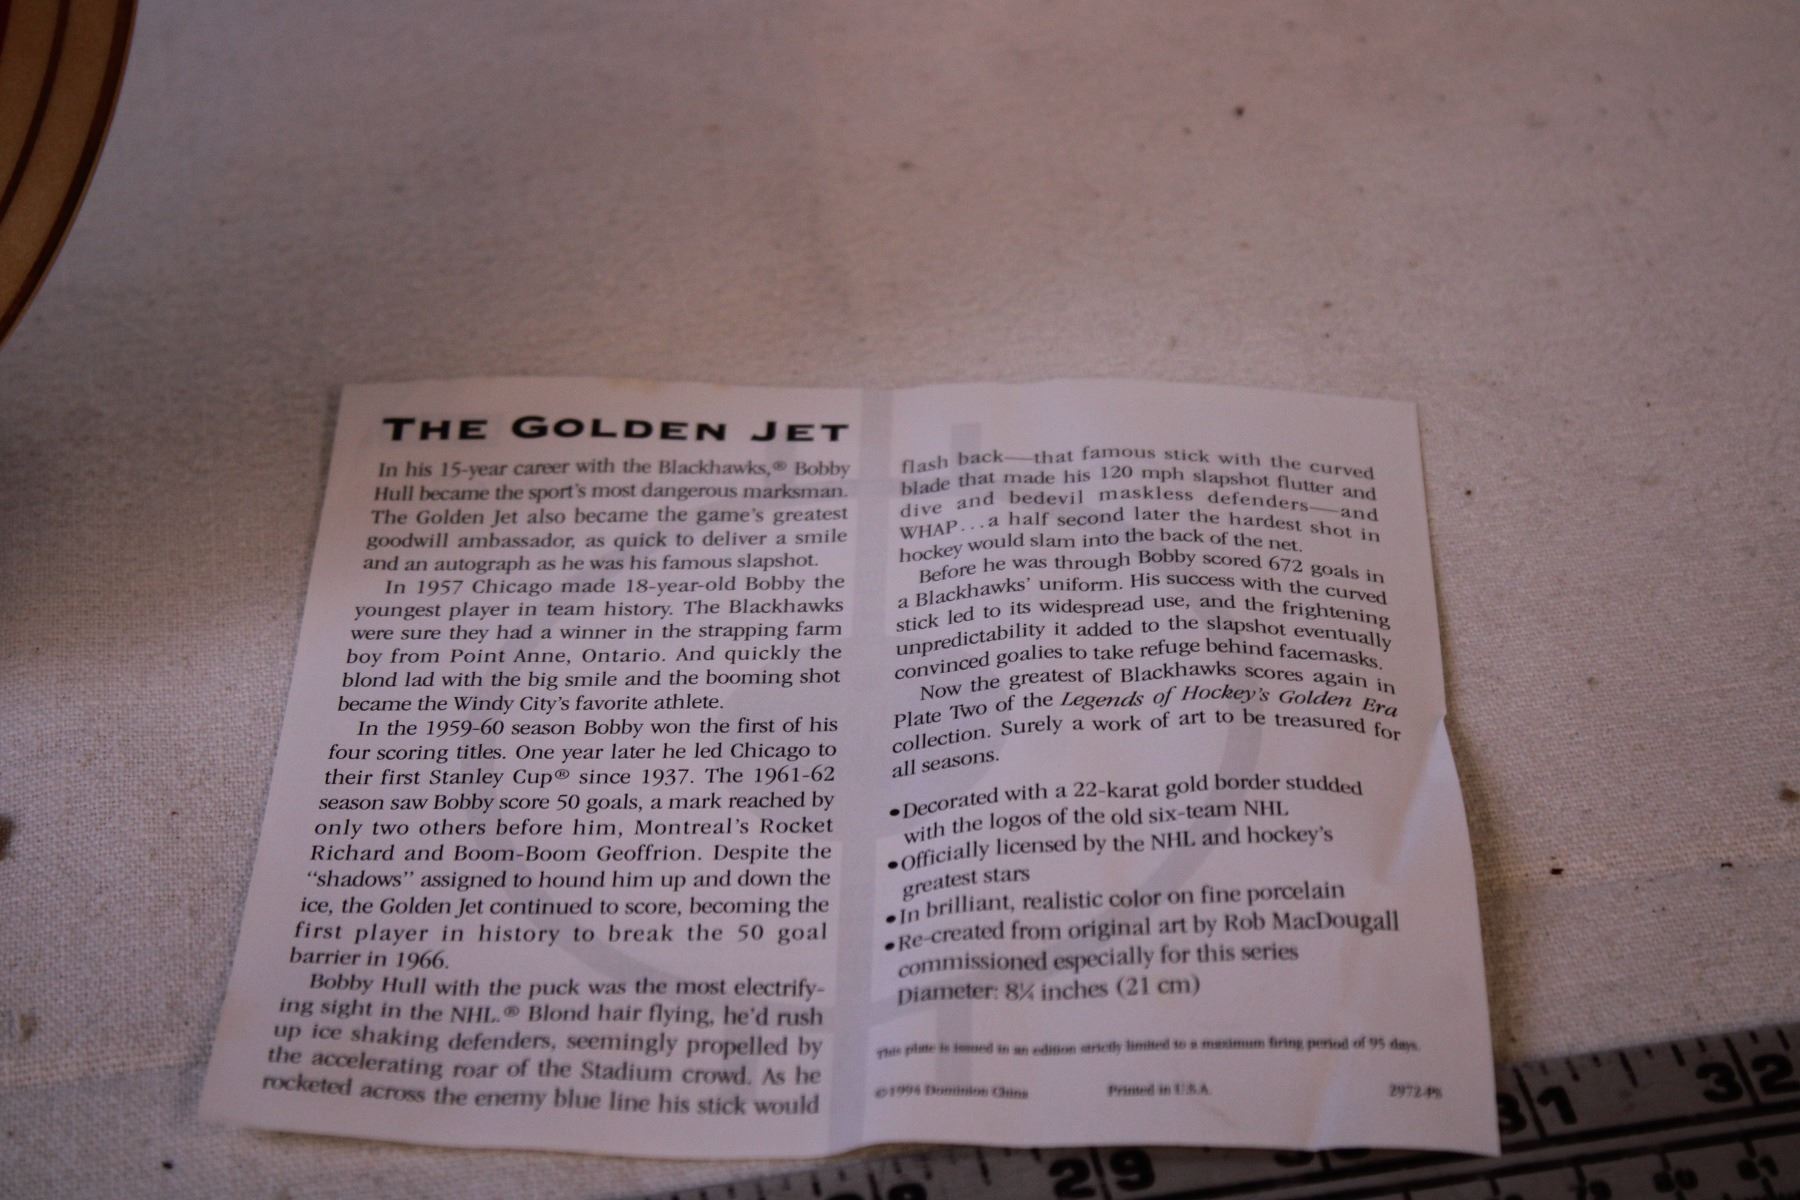 THE GOLDEN JET
In his 15-year career with the Blackhawks,® Bobby
Hull became the sport's most dangerous marksman.
The Golden Jet also became the game's greatest
goodwill ambassador, as quick to deliver a smile
and an autograph as he was his famous slapshot.
In 1957 Chicago made 18-year-old Bobby the
youngest player in team history. The Blackhawks
were sure they had a winner in the strapping farm
boy from Point Anne, Ontario. And quickly the
blond lad with the big smile and the booming shot
became the Windy City's favorite athlete.
In the 1959-60 season Bobby won the first of his
four scoring titles. One year later he led Chicago to
their first Stanley Cup® since 1937. The 1961-62
season saw Bobby score 50 goals, a mark reached by
only two others before him, Montreal's Rocket
Richard and Boom-Boom Geoffrion. Despite the
"shadows" assigned to hound him up and down the
ice, the Golden Jet continued to score, becoming the
first player in history to break the 50 goal
barrier in 1966.
Bobby Hull with the puck was the most electrify-
ing sight in the NHL.® Blond hair flying, he'd rush
up ice shaking defenders, seemingly propelled by
the accelerating roar of the Stadium crowd. As he
rocketed across the enemy blue line his stick would
flash back—that famous stick with the curved
blade that made his 120 mph slapshot flutter and
dive and bedevil maskless defenders—and
WHAP...a half second later the hardest shot in
hockey would slam into the back of the net.
Before he was through Bobby scored 672 goals in
a Blackhawks' uniform. His success with the curved
stick led to its widespread use, and the frightening
unpredictability it added to the slapshot eventually
convinced goalies to take refuge behind facemasks.
Now the greatest of Blackhawks scores again in
Plate Two of the Legends of Hockey's Golden Era
collection. Surely a work of art to be treasured for
all seasons.
•Decorated with a 22-karat gold border studded
with the logos of the old six-team NHL
•Officially licensed by the NHL and hockey's
greatest stars
•In brilliant, realistic color on fine porcelain
•Re-created from original art by Rob MacDougall
commissioned especially for this series
Diameter: 8¼ inches (21 cm)
This plate is issued in an edition strictly limited to a maximum firing period of 95 days.
©1994 Dominion China Printed in U.S.A.
29 31 32